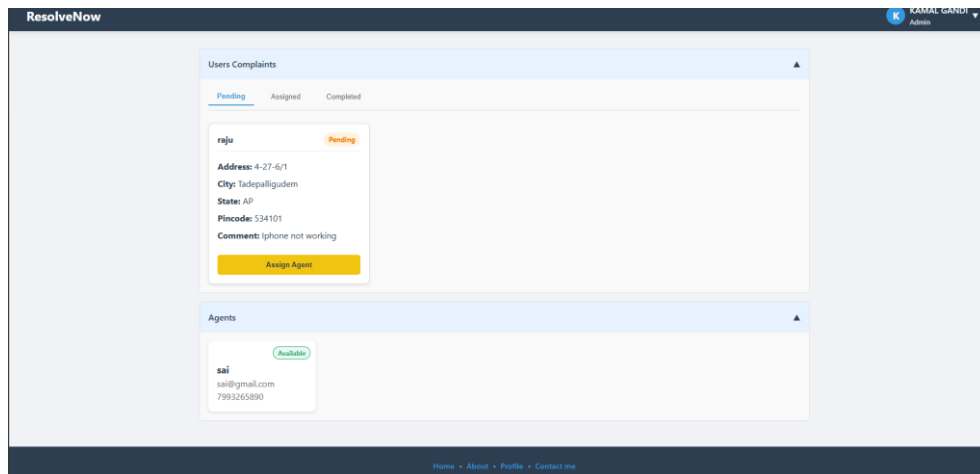 ResolveNow
K
KAMAL GANDI ▼
Admin
Users Complaints ▲
Pending Assigned Completed
raju Pending
Address: 4-27-6/1
City: Tadepalligudem
State: AP
Pincode: 534101
Comment: Iphone not working
Assign Agent
Agents ▲
Available
sai
sai@gmail.com
7993265890
Home • About • Profile • Contact me